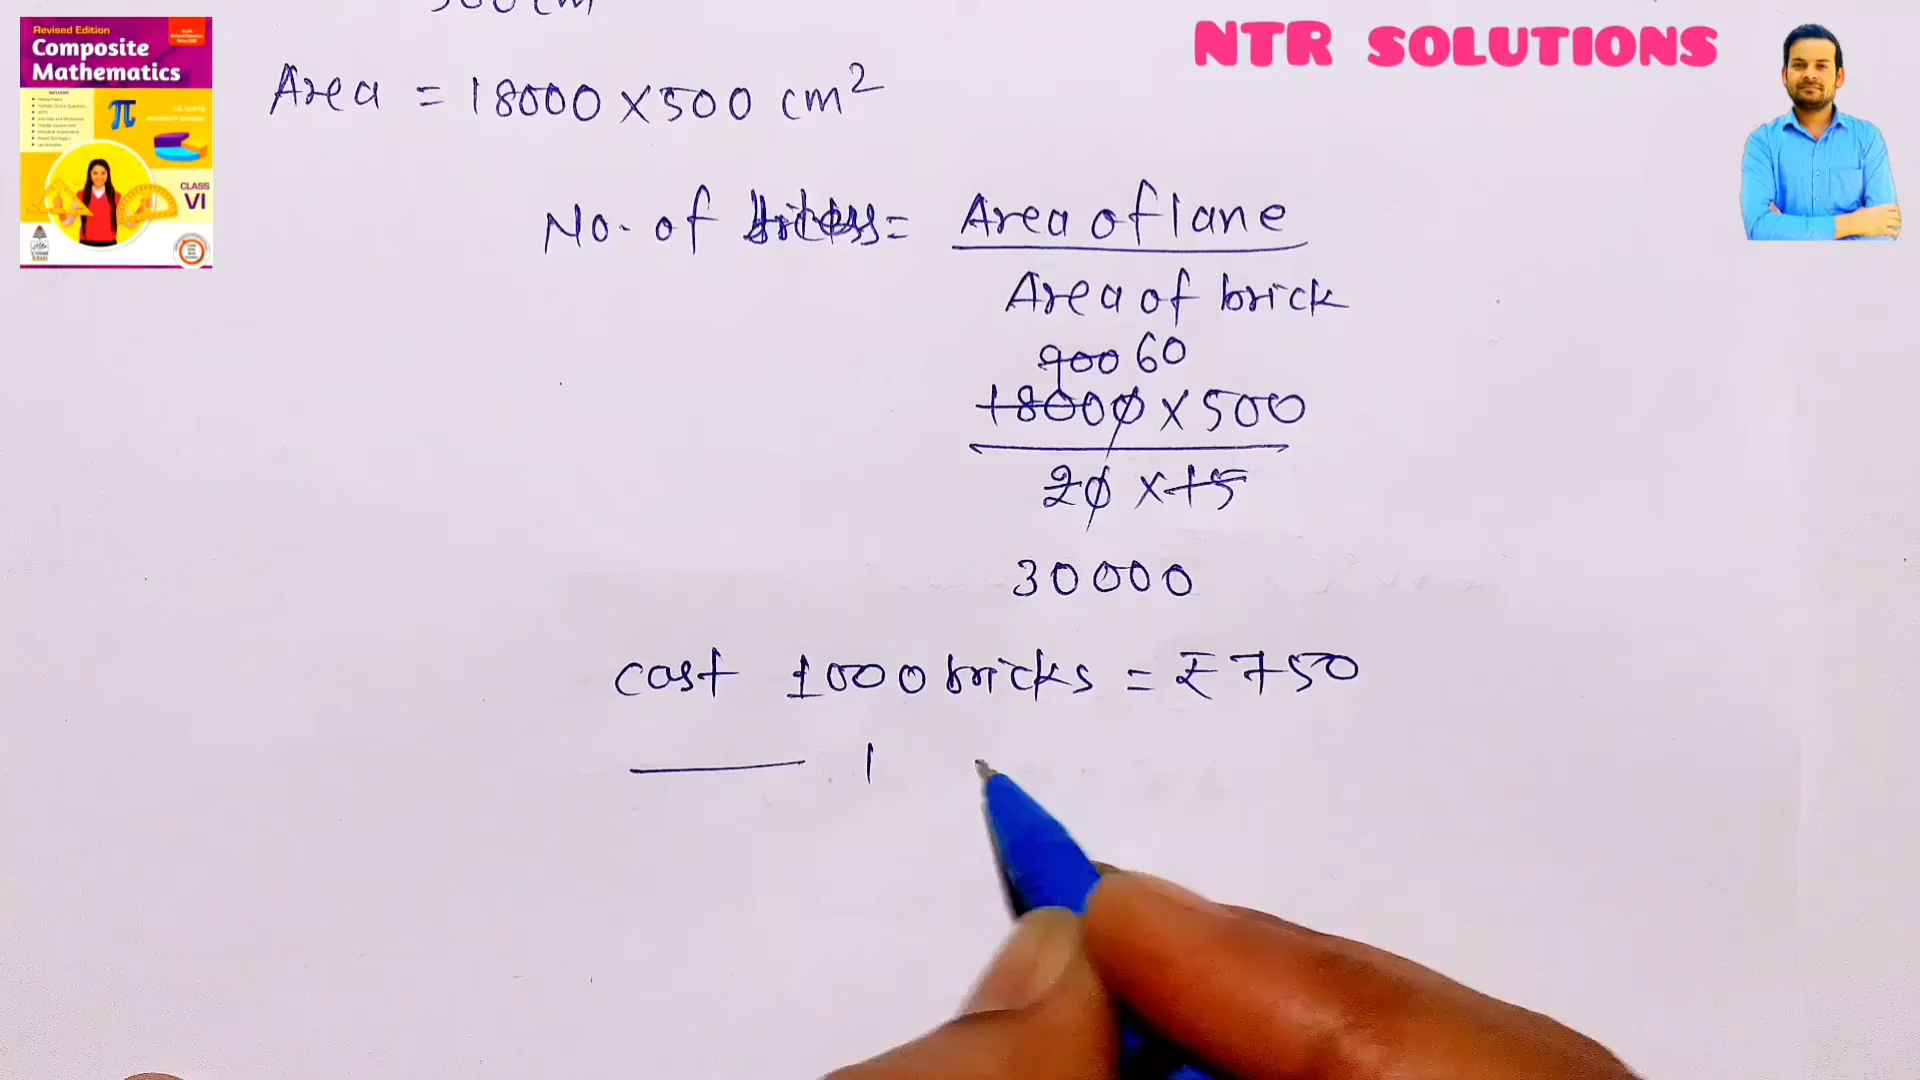 500cm
Revised Edition
Composite
Mathematics
CLASS
VI
NTR SOLUTIONS
Area = 18000 x 500 cm²
No. of = Area of lane
Area of brick
900 60
18000 x 500
20 x 15
30000
cost 1000 bricks = ₹ 750
1